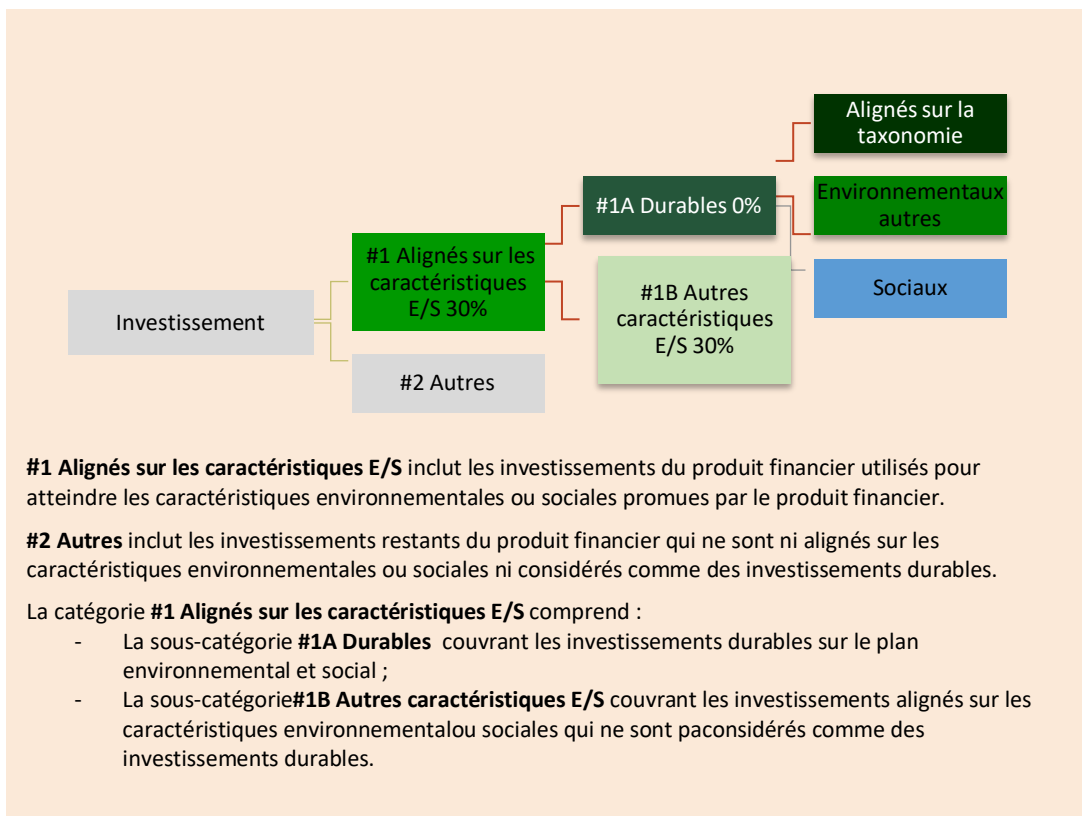 Alignés sur la
taxonomie
#1A Durables 0%
Environnementaux
autres
#1 Alignés sur les
caractéristiques
E/S 30%
#1B Autres
caractéristiques
E/S 30%
Sociaux
Investissement
#2 Autres
#1 Alignés sur les caractéristiques E/S inclut les investissements du produit financier utilisés pour
atteindre les caractéristiques environnementales ou sociales promues par le produit financier.
#2 Autres inclut les investissements restants du produit financier qui ne sont ni alignés sur les
caractéristiques environnementales ou sociales ni considérés comme des investissements durables.
La catégorie #1 Alignés sur les caractéristiques E/S comprend :
- La sous-catégorie #1A Durables couvrant les investissements durables sur le plan
environnemental et social ;
- La sous-catégorie#1B Autres caractéristiques E/S couvrant les investissements alignés sur les
caractéristiques environnementalou sociales qui ne sont paconsidérés comme des
investissements durables.